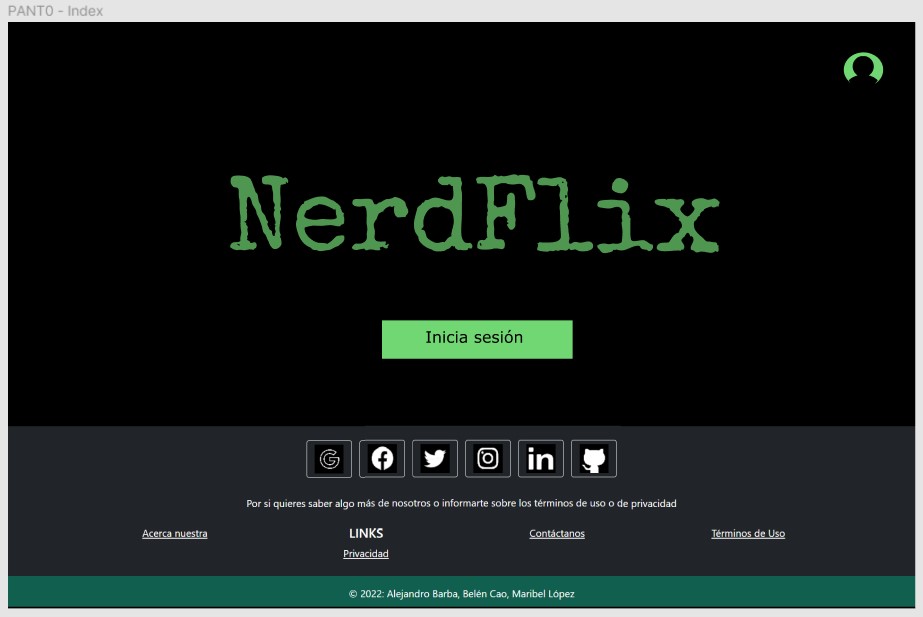 PANT0 - Index
NerdFlix
Inicia sesión
Por si quieres saber algo más de nosotros o informarte sobre los términos de uso o de privacidad
Acerca nuestra
LINKS
Contáctanos
Términos de Uso
Privacidad
© 2022: Alejandro Barba, Belén Cao, Maribel López